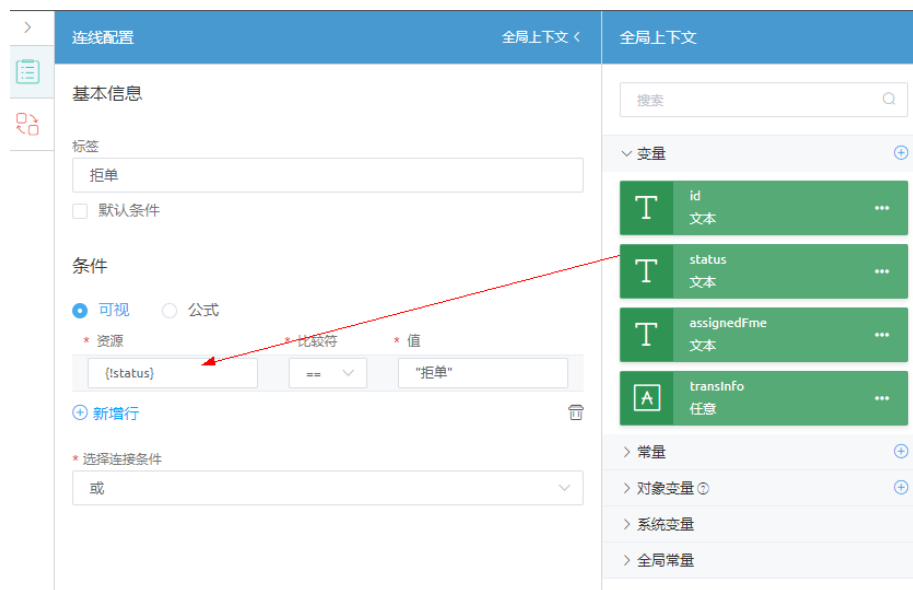 连线配置
全局上下文
基本信息
标签
拒单
默认条件
条件
可视
公式
* 资源
* 比较符
* 值
{!status}
==
"拒单"
新增行
* 选择连接条件
或
全局上下文
搜索
变量
id
文本
status
文本
assignedFme
文本
transInfo
任意
常量
对象变量
系统变量
全局常量